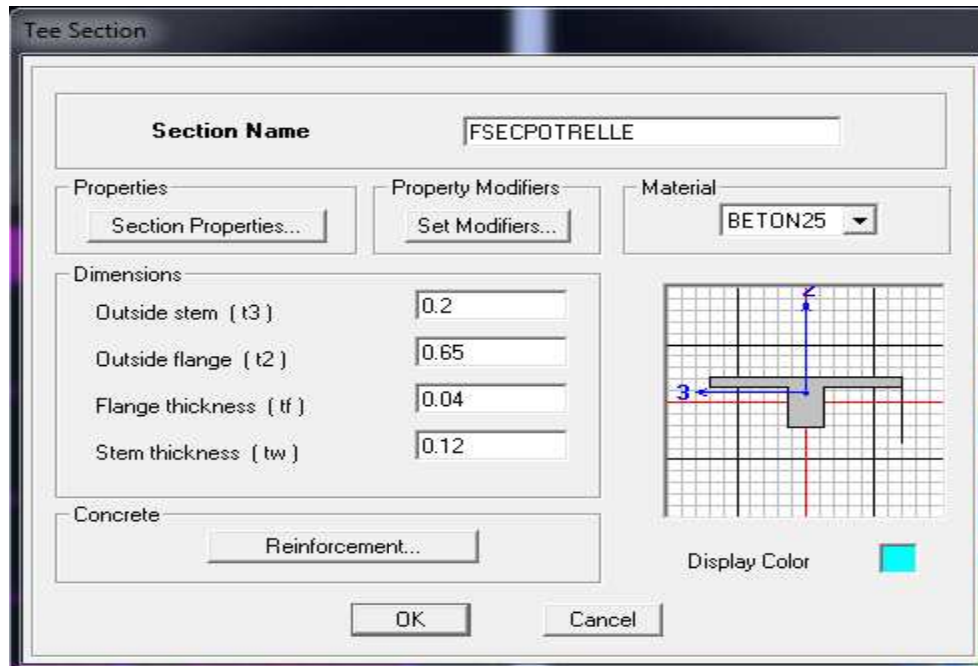 Tee Section
Section Name FSECPOTRELLE
Properties Property Modifiers Material
Section Properties... Set Modifiers... BETON25
Dimensions
Outside stem ( t3 ) 0.2
Outside flange ( t2 ) 0.65
Flange thickness ( tf ) 0.04
Stem thickness ( tw ) 0.12
2
3
Concrete
Reinforcement...
Display Color
OK Cancel